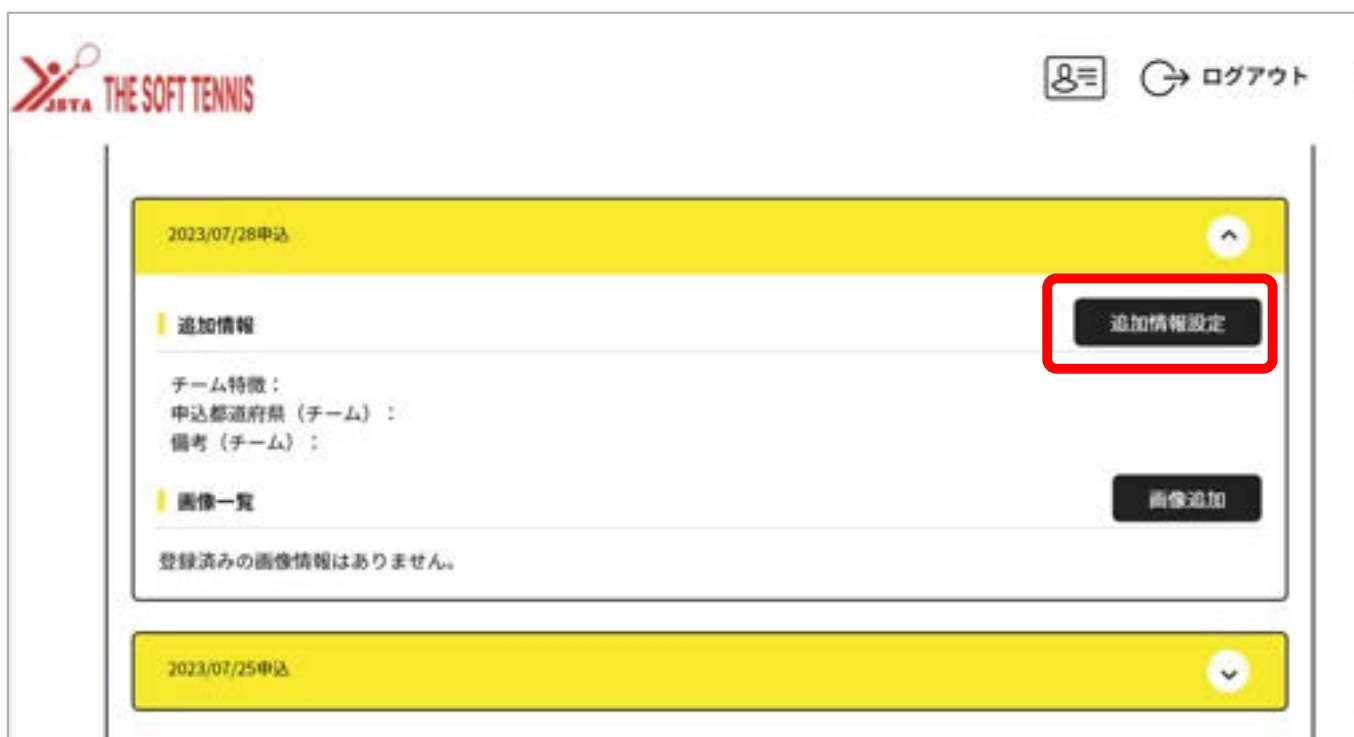 JSTA THE SOFT TENNIS
ログアウト
2023/07/28申込
追加情報
追加情報設定
チーム特徴：
申込都道府県（チーム）：
備考（チーム）：
画像一覧
画像追加
登録済みの画像情報はありません。
2023/07/25申込